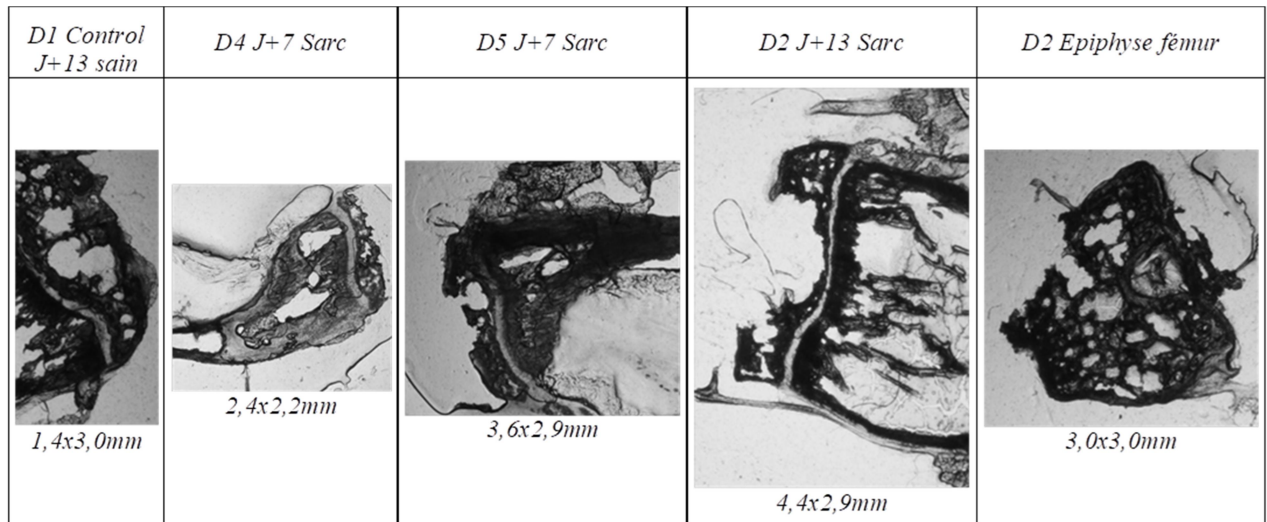 D1 Control
J+13 sain
D4 J+7 Sarc
D5 J+7 Sarc
D2 J+13 Sarc
D2 Epiphyse fémur
1,4x3,0mm
2,4x2,2mm
3,6x2,9mm
4,4x2,9mm
3,0x3,0mm